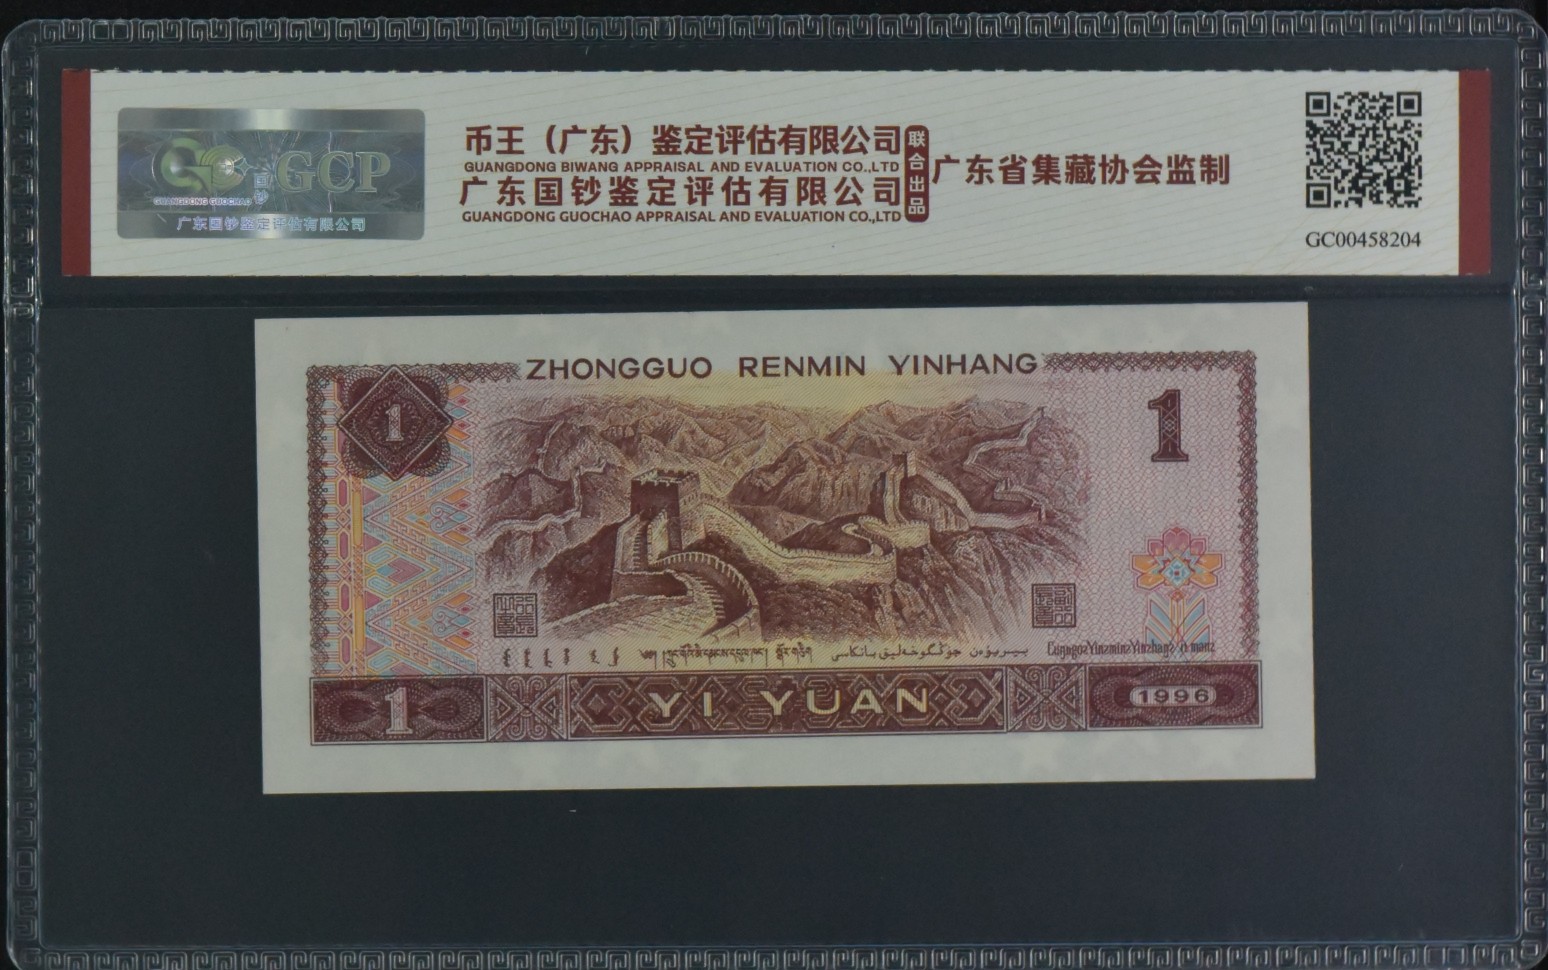 GCP
国钞
GUANGDONG GUOCHAO
广东国钞鉴定评估有限公司
币王（广东）鉴定评估有限公司
GUANGDONG BIWANG APPRAISAL AND EVALUATION CO.,LTD
广东国钞鉴定评估有限公司
GUANGDONG GUOCHAO APPRAISAL AND EVALUATION CO,.LTD
联合出品
广东省集藏协会监制
GC00458204
ZHONGGUO RENMIN YINHANG
1
1
1
YI YUAN
1996